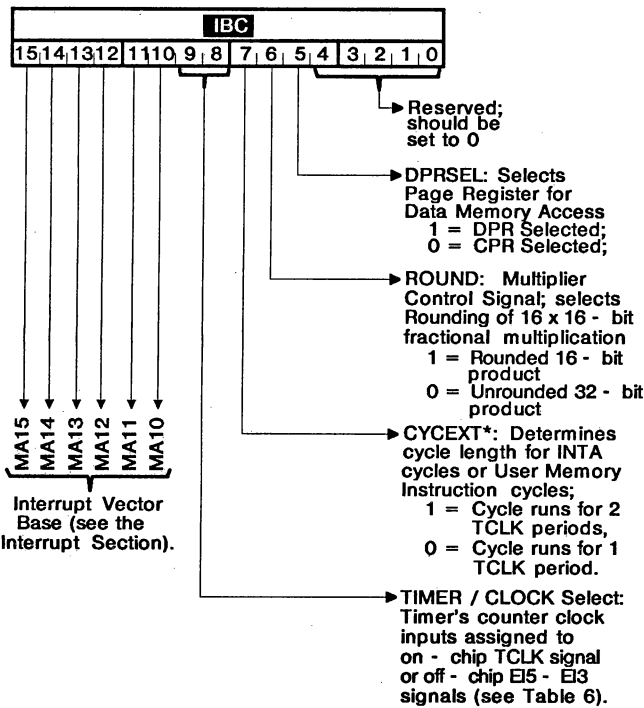 IBC
15 14 13 12 11 10 9 8 7 6 5 4 3 2 1 0
Reserved;
should be
set to 0
DPRSEL: Selects
Page Register for
Data Memory Access
1 = DPR Selected;
0 = CPR Selected;
ROUND: Multiplier
Control Signal; selects
Rounding of 16 x 16 - bit
fractional multiplication
1 = Rounded 16 - bit
product
0 = Unrounded 32 - bit
product
MA15
MA14
MA13
MA12
MA11
MA10
Interrupt Vector
Base (see the
Interrupt Section).
CYCEXT*: Determines
cycle length for INTA
cycles or User Memory
Instruction cycles;
1 = Cycle runs for 2
TCLK periods,
0 = Cycle runs for 1
TCLK period.
TIMER / CLOCK Select:
Timer's counter clock
inputs assigned to
on - chip TCLK signal
or off - chip EI5 - EI3
signals (see Table 6).